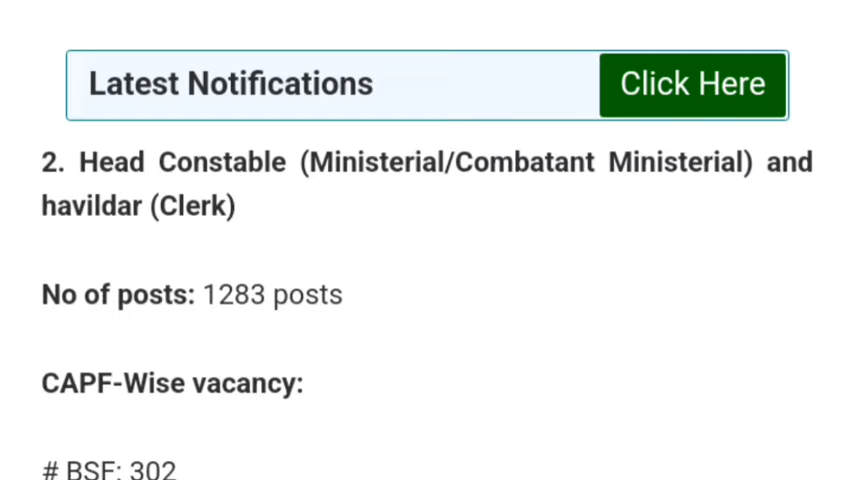 Latest Notifications Click Here
2. Head Constable (Ministerial/Combatant Ministerial) and
havildar (Clerk)
No of posts: 1283 posts
CAPF-Wise vacancy:
# BSF: 302